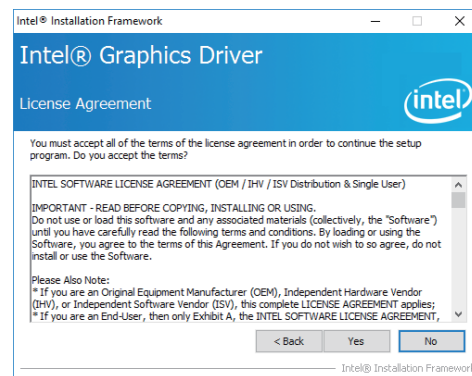 Intel® Installation Framework
Intel® Graphics Driver
License Agreement
intel
You must accept all of the terms of the license agreement in order to continue the setup
program. Do you accept the terms?
INTEL SOFTWARE LICENSE AGREEMENT (OEM / IHV / ISV Distribution & Single User)
IMPORTANT - READ BEFORE COPYING, INSTALLING OR USING.
Do not use or load this software and any associated materials (collectively, the "Software")
until you have carefully read the following terms and conditions. By loading or using the
Software, you agree to the terms of this Agreement. If you do not wish to so agree, do not
install or use the Software.
Please Also Note:
* If you are an Original Equipment Manufacturer (OEM), Independent Hardware Vendor
(IHV), or Independent Software Vendor (ISV), this complete LICENSE AGREEMENT applies;
* If you are an End-User, then only Exhibit A, the INTEL SOFTWARE LICENSE AGREEMENT,
< Back Yes No
Intel® Installation Framework